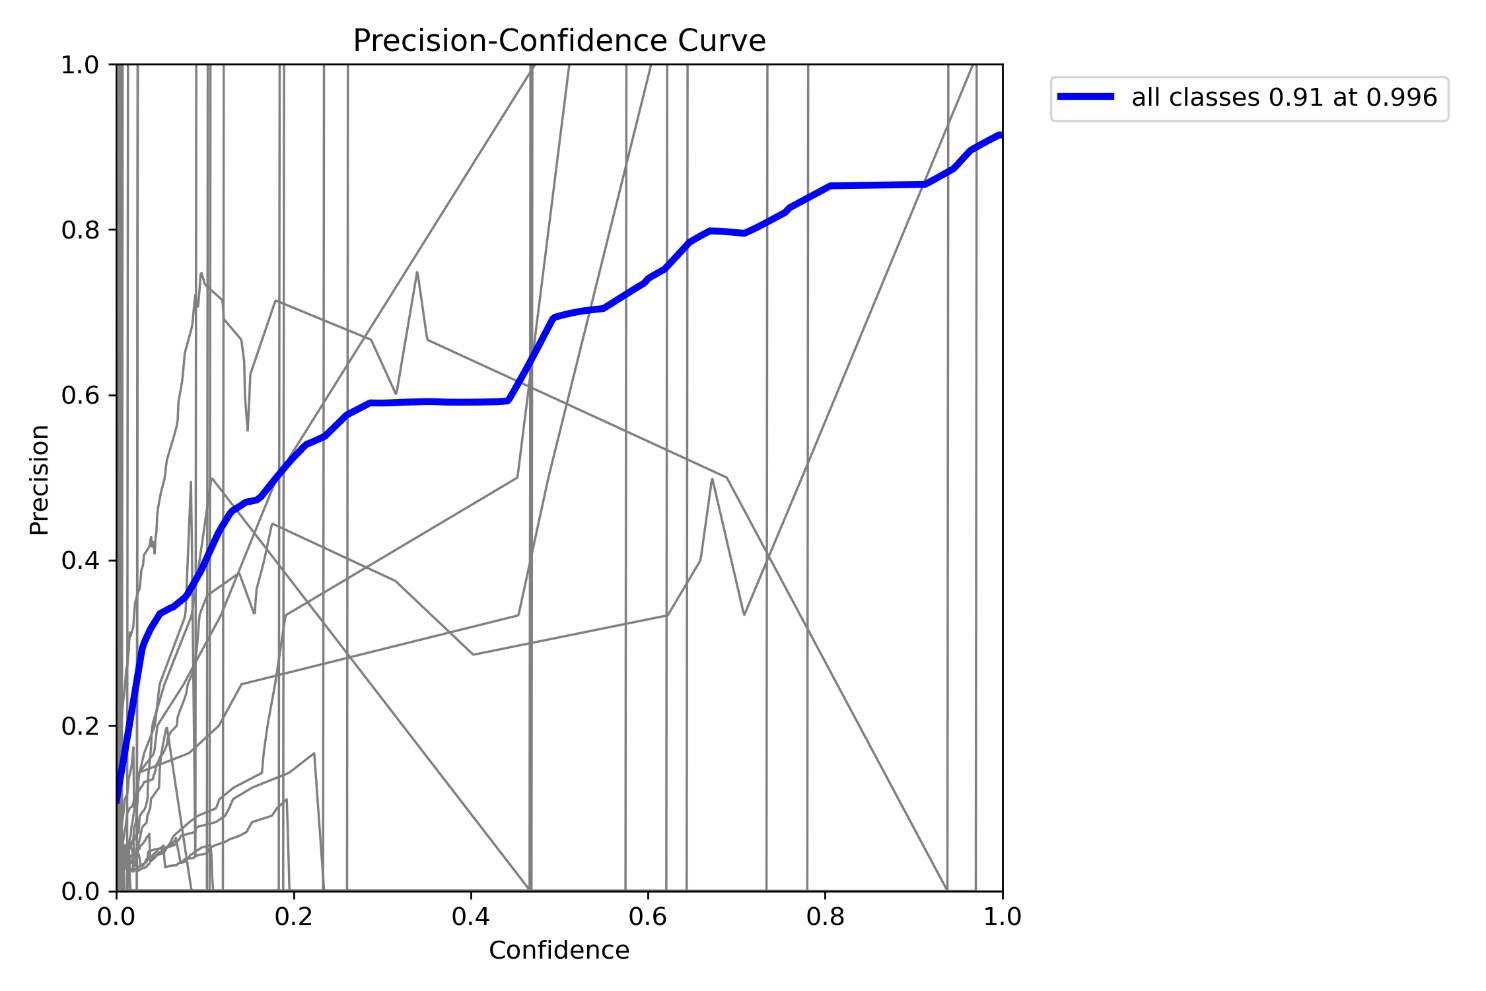 Precision-Confidence Curve
all classes 0.91 at 0.996
Precision
1.0
0.8
0.6
0.4
0.2
0.0
0.0 0.2 0.4 0.6 0.8 1.0
Confidence